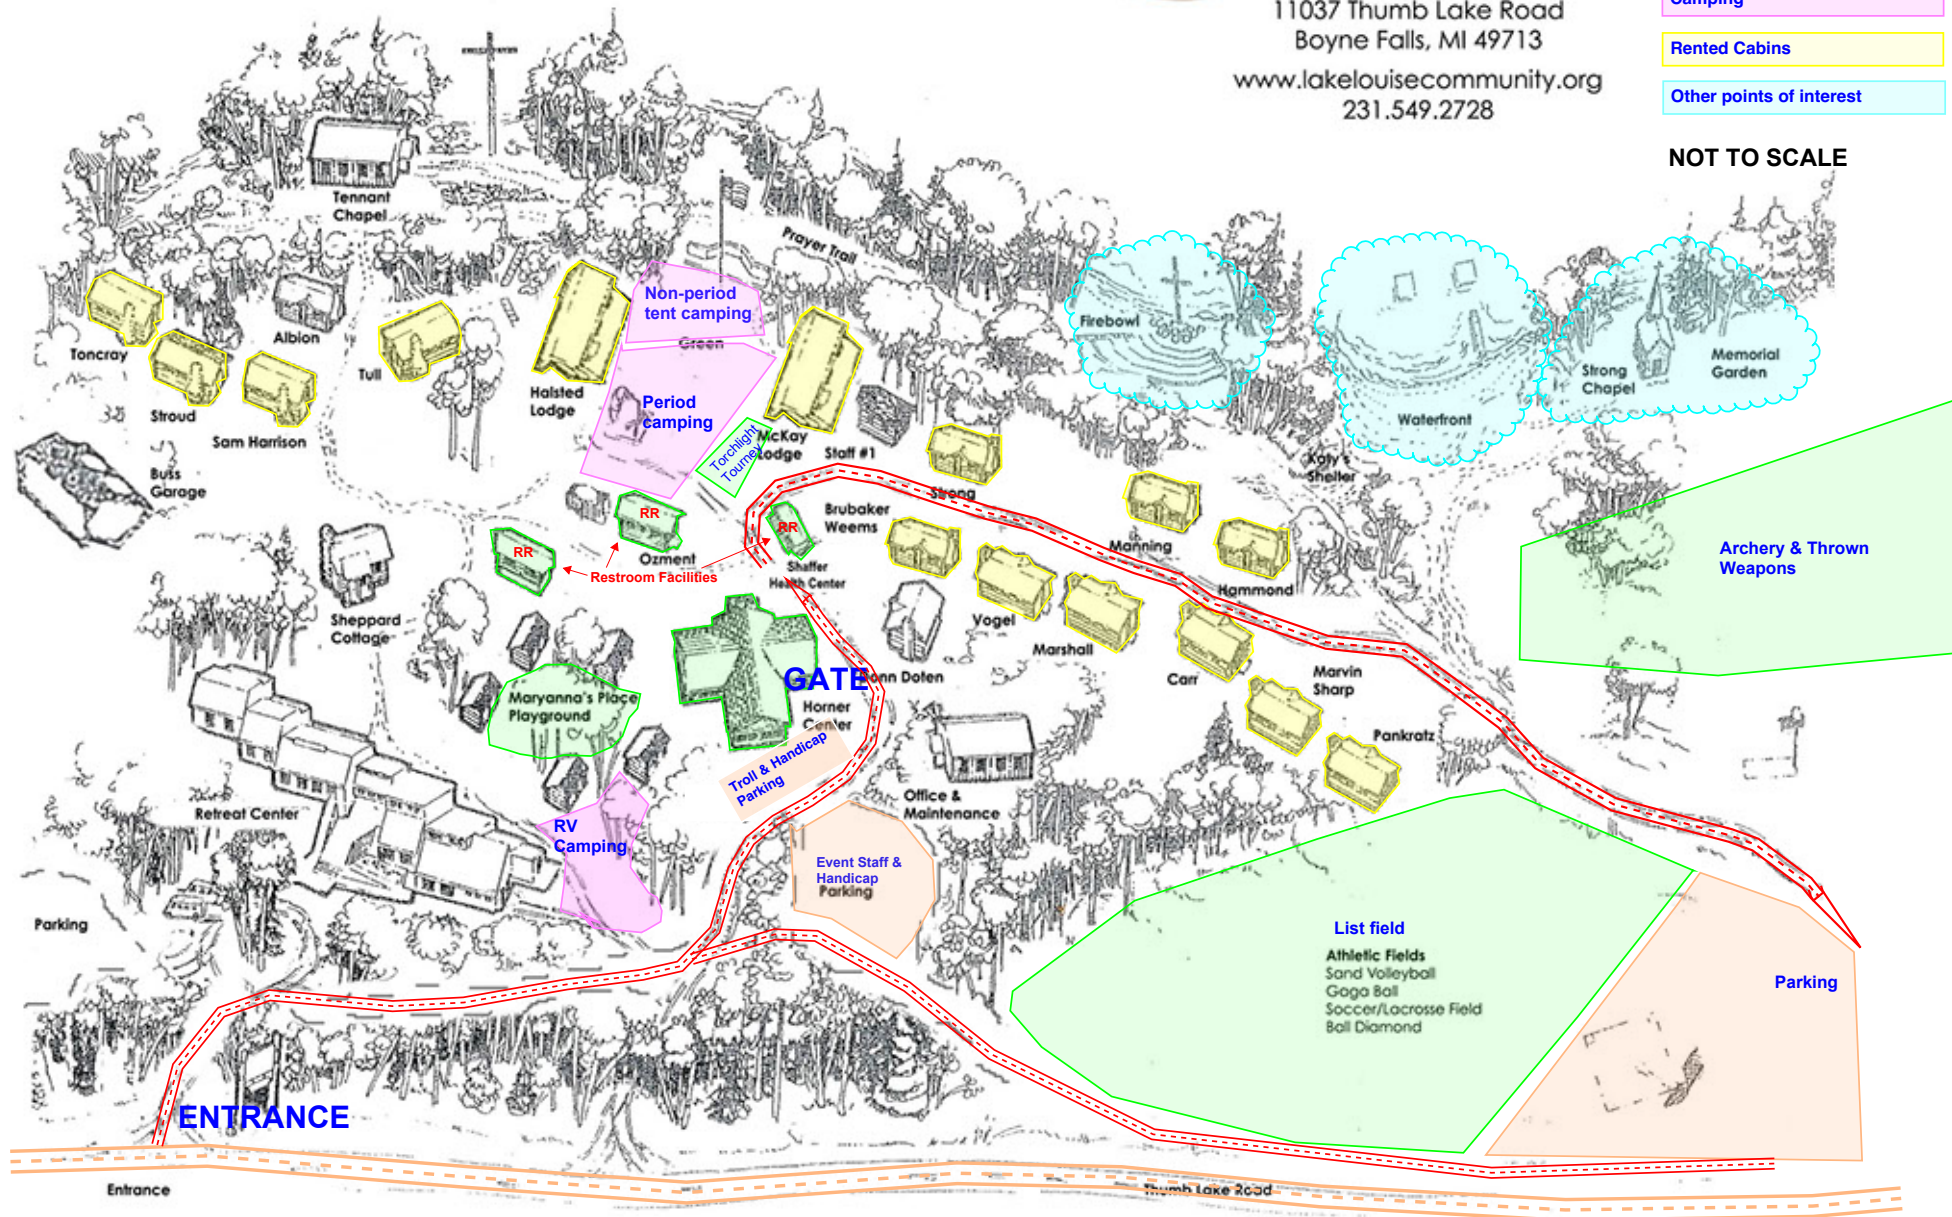 11037 Thumb Lake Road
Boyne Falls, MI 49713
www.lakelouisecommunity.org
231.549.2728
Camping
Rented Cabins
Other points of interest
NOT TO SCALE
Tennant
Chapel
Prayer Trail
Non-period
tent camping
Green
Albion
Toncray
Tull
Stroud
Sam Harrison
Halsted
Lodge
Period
camping
Torchlight
Tourney
McKay
Lodge
Staff #1
Firebowl
Waterfront
Strong
Chapel
Memorial
Garden
Buss
Garage
Strong
Katy's
Shelter
Brubaker
Weems
RR
RR
RR
Ozment
Restroom Facilities
Shaffer
Health Center
Manning
Hammond
Archery & Thrown
Weapons
Sheppard
Cottage
Vogel
Marshall
Carr
Marvin
Sharp
Pankratz
GATE
Donn Doten
Maryanna's Place
Playground
Horner
Center
Troll & Handicap
Parking
Office &
Maintenance
Retreat Center
RV
Camping
Event Staff &
Handicap
Parking
Parking
List field
Athletic Fields
Sand Volleyball
Gaga Ball
Soccer/Lacrosse Field
Ball Diamond
Parking
ENTRANCE
Entrance
Thumb Lake Road